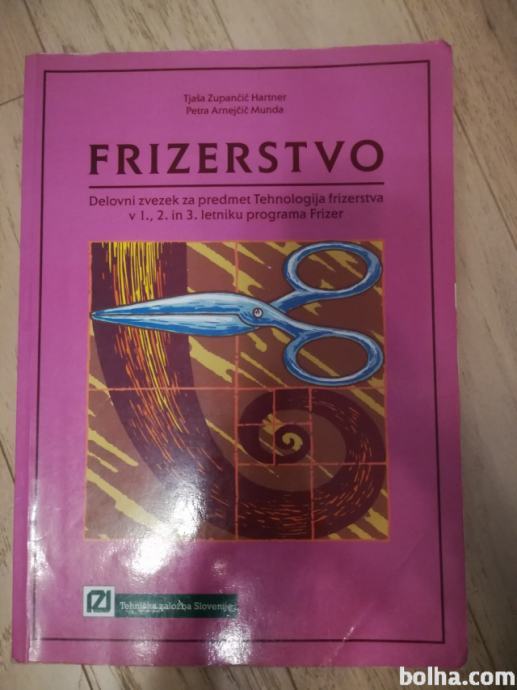 Tjaša Zupančič Hartner
Petra Arnejčič Munda
FRIZERSTVO
Delovni zvezek za predmet Tehnologija frizerstva
v 1., 2. in 3. letniku programa Frizer
Tehniška založba Slovenije
bolha.com